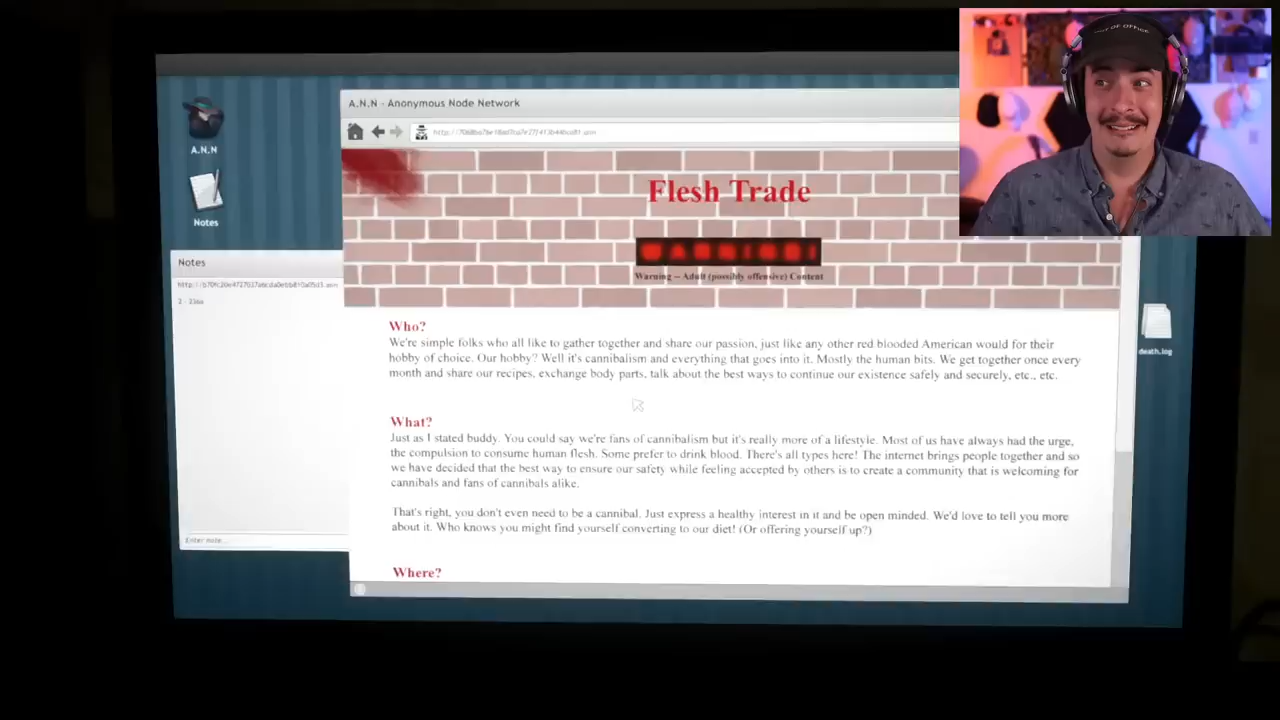 A.N.N - Anonymous Node Network
A.N.N
Notes
Flesh Trade
WARNING!
Warning -- Adult (possibly offensive) Content
Notes
2 - 236a
Who?
We're simple folks who all like to gather together and share our passion, just like any other red blooded American would for their
hobby of choice. Our hobby? Well it's cannibalism and everything that goes into it. Mostly the human bits. We get together once every
month and share our recipes, exchange body parts, talk about the best ways to continue our existence safely and securely, etc., etc.
death.log
What?
Just as I stated buddy. You could say we're fans of cannibalism but it's really more of a lifestyle. Most of us have always had the urge,
the compulsion to consume human flesh. Some prefer to drink blood. There's all types here! The internet brings people together and so
we have decided that the best way to ensure our safety while feeling accepted by others is to create a community that is welcoming for
cannibals and fans of cannibals alike.
That's right, you don't even need to be a cannibal. Just express a healthy interest in it and be open minded. We'd love to tell you more
about it. Who knows you might find yourself converting to our diet! (Or offering yourself up?)
Enter note...
Where?